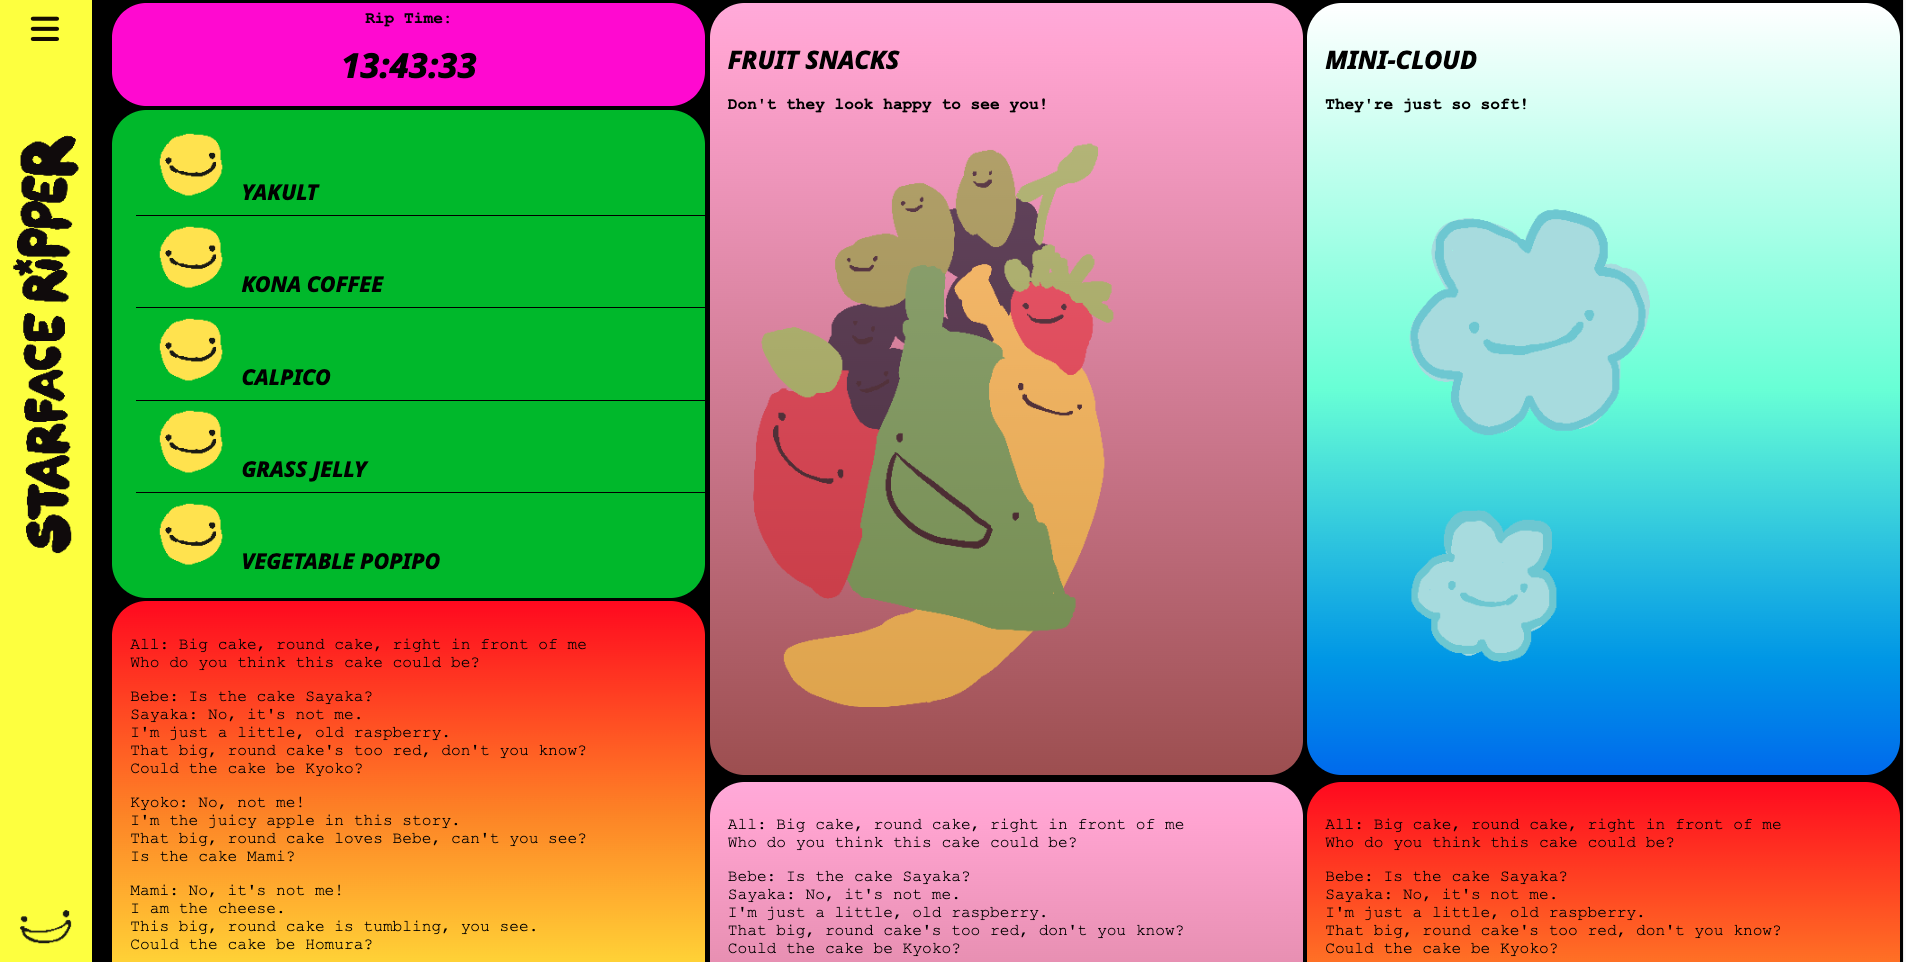 STARFACE RiPPER
Rip Time:
13:43:33
YAKULT
KONA COFFEE
CALPICO
GRASS JELLY
VEGETABLE POPIPO
All: Big cake, round cake, right in front of me
Who do you think this cake could be?
Bebe: Is the cake Sayaka?
Sayaka: No, it's not me.
I'm just a little, old raspberry.
That big, round cake's too red, don't you know?
Could the cake be Kyoko?
Kyoko: No, not me!
I'm the juicy apple in this story.
That big, round cake loves Bebe, can't you see?
Is the cake Mami?
Mami: No, it's not me!
I am the cheese.
This big, round cake is tumbling, you see.
Could the cake be Homura?
FRUIT SNACKS
Don't they look happy to see you!
All: Big cake, round cake, right in front of me
Who do you think this cake could be?
Bebe: Is the cake Sayaka?
Sayaka: No, it's not me.
I'm just a little, old raspberry.
That big, round cake's too red, don't you know?
Could the cake be Kyoko?
MINI-CLOUD
They're just so soft!
All: Big cake, round cake, right in front of me
Who do you think this cake could be?
Bebe: Is the cake Sayaka?
Sayaka: No, it's not me.
I'm just a little, old raspberry.
That big, round cake's too red, don't you know?
Could the cake be Kyoko?